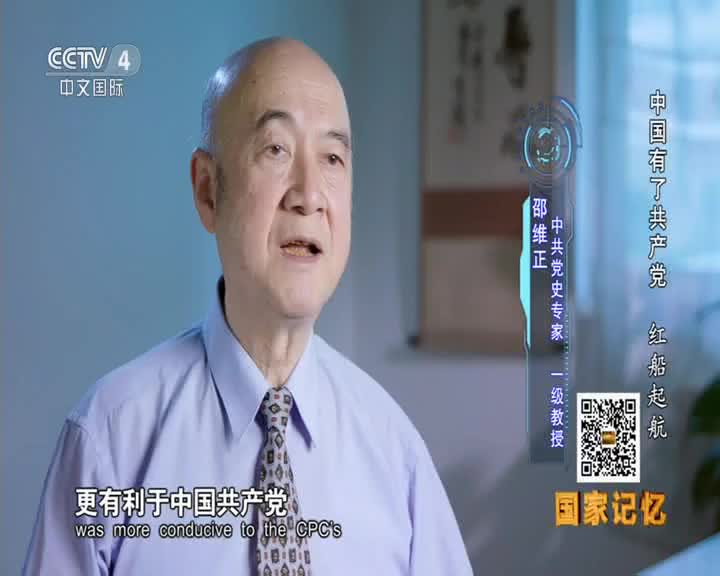 CCTV 4
中文国际
中国有了共产党 红船起航
邵维正
中共党史专家 一级教授
国家记忆
更有利于中国共产党
was more conducive to the CPC's